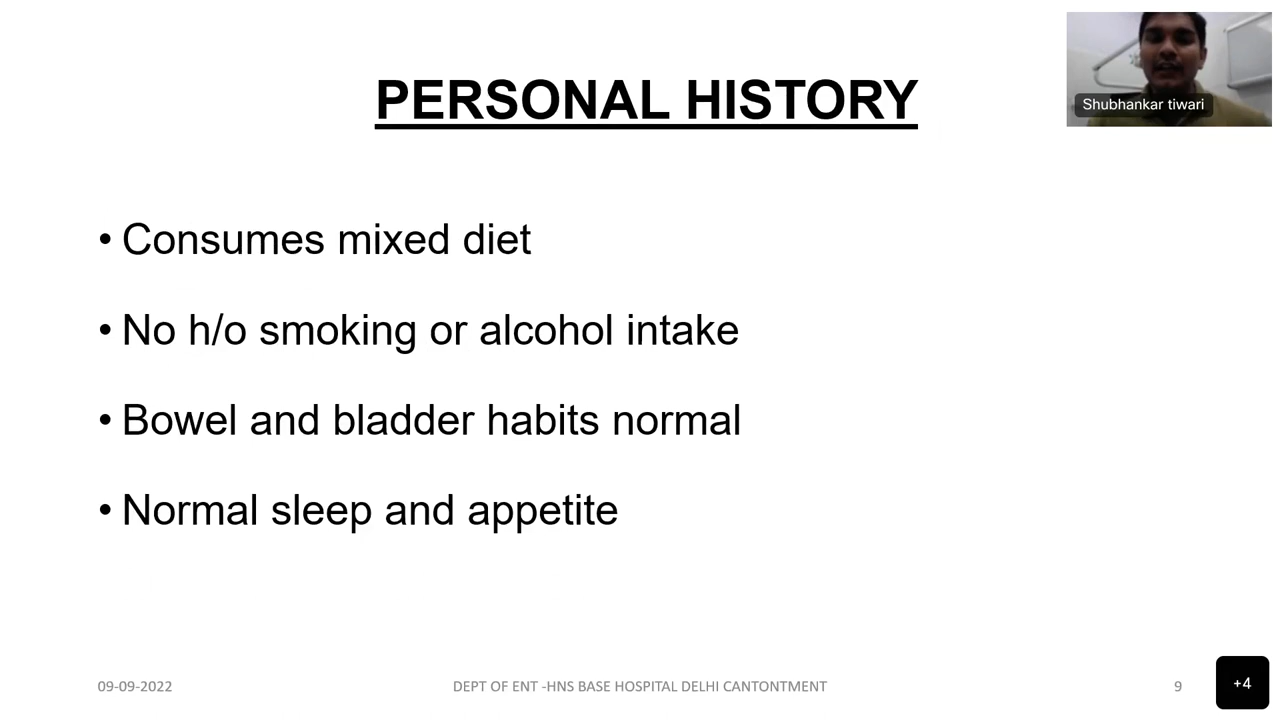 PERSONAL HISTORY
Shubhankar tiwari
• Consumes mixed diet
• No h/o smoking or alcohol intake
• Bowel and bladder habits normal
• Normal sleep and appetite
09-09-2022
DEPT OF ENT -HNS BASE HOSPITAL DELHI CANTONTMENT
9
+4